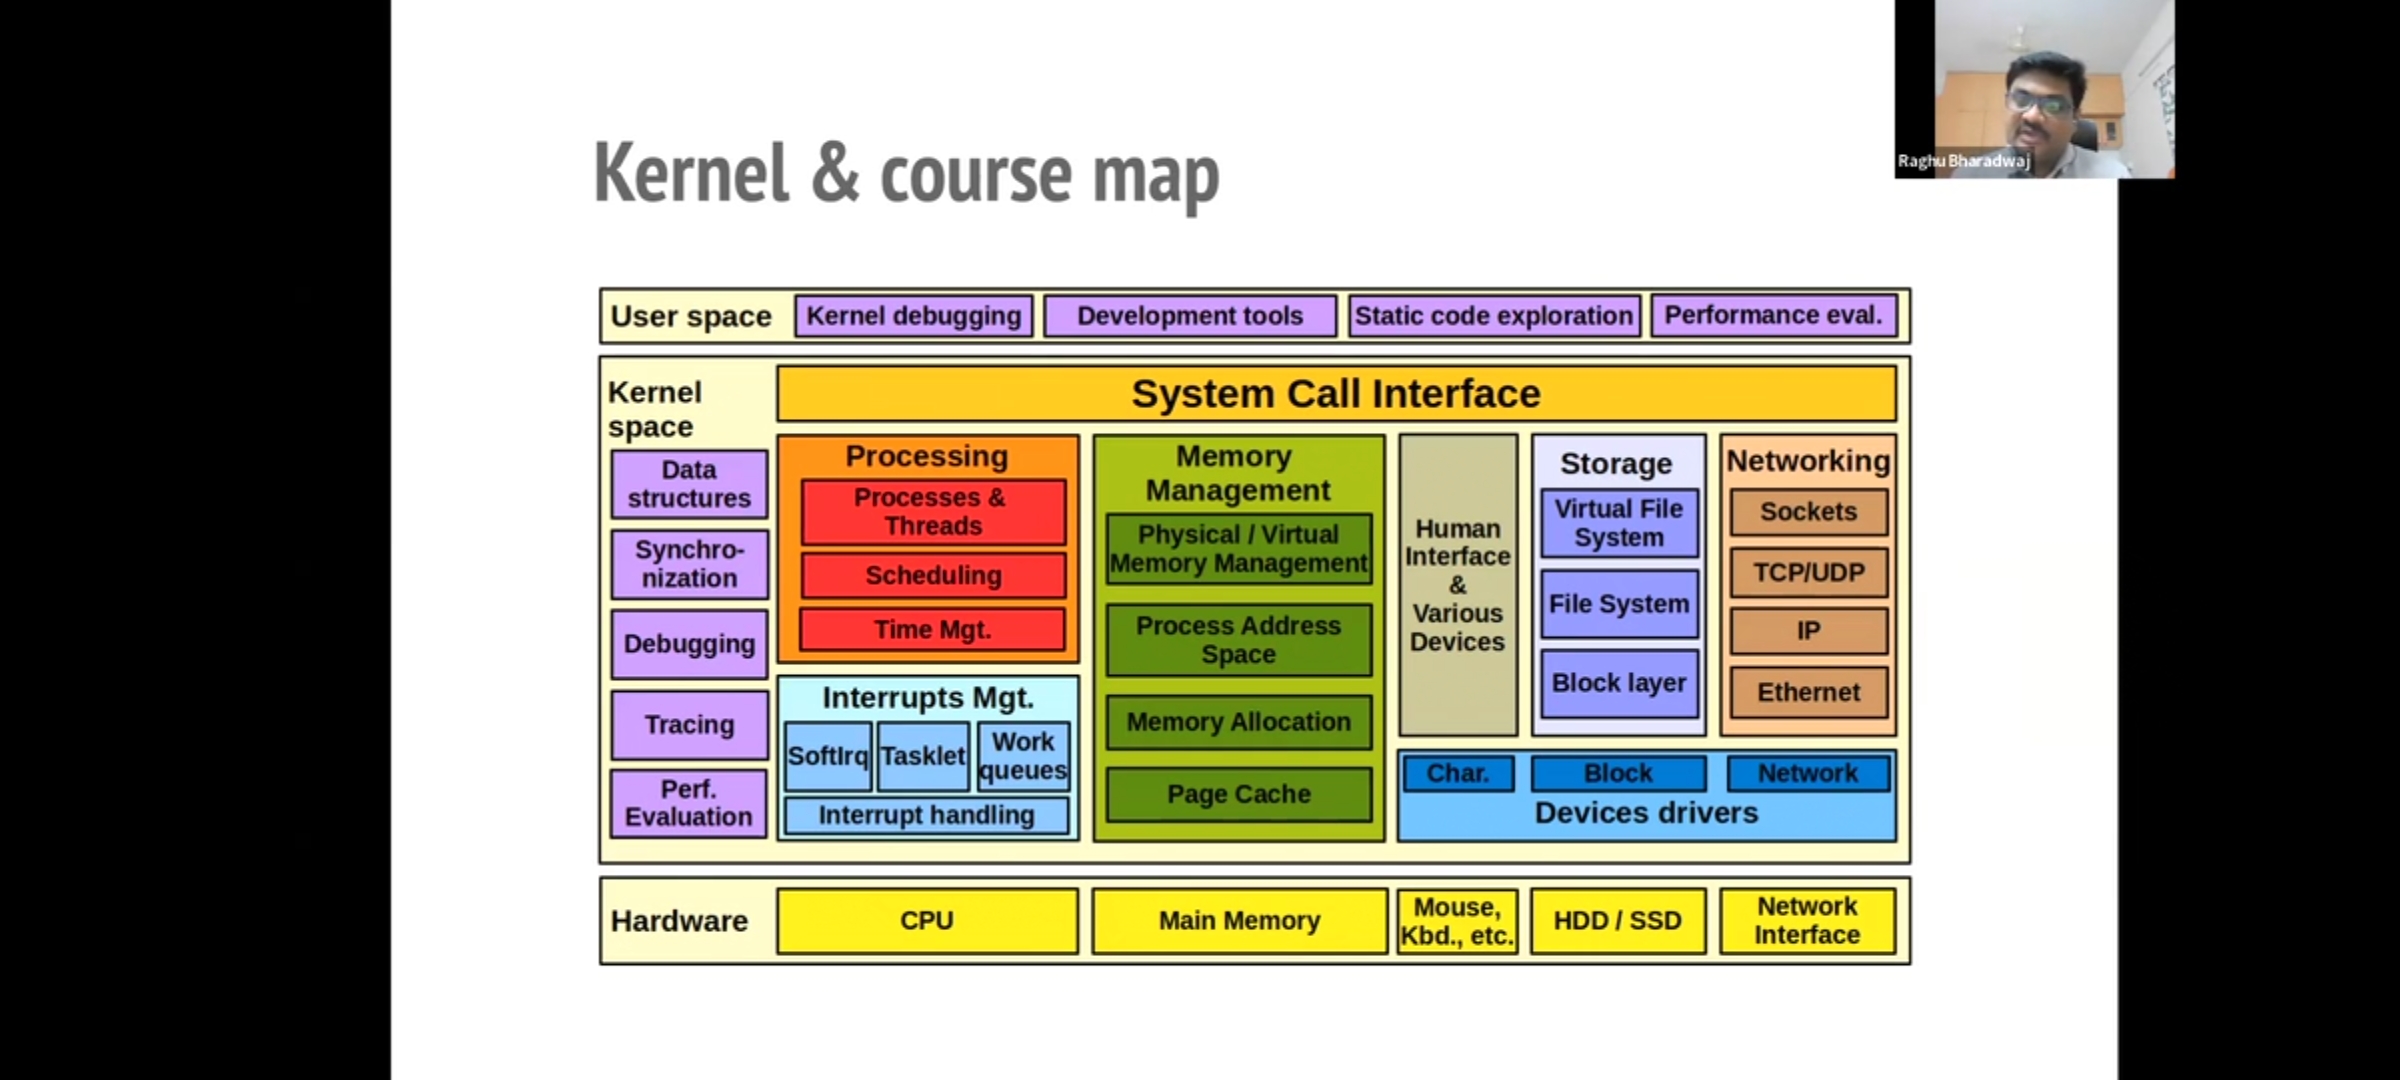 Raghu Bharadwaj
Kernel & course map
User space
Kernel debugging
Development tools
Static code exploration
Performance eval.
Kernel
space
System Call Interface
Data
structures
Synchro-
nization
Debugging
Tracing
Perf.
Evaluation
Processing
Processes &
Threads
Scheduling
Time Mgt.
Interrupts Mgt.
SoftIrq
Tasklet
Work
queues
Interrupt handling
Memory
Management
Physical / Virtual
Memory Management
Process Address
Space
Memory Allocation
Page Cache
Human
Interface
&
Various
Devices
Storage
Virtual File
System
File System
Block layer
Networking
Sockets
TCP/UDP
IP
Ethernet
Char.
Block
Network
Devices drivers
Hardware
CPU
Main Memory
Mouse,
Kbd., etc.
HDD / SSD
Network
Interface